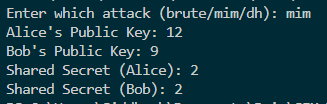 Enter which attack (brute/mim/dh): mim
Alice's Public Key: 12
Bob's Public Key: 9
Shared Secret (Alice): 2
Shared Secret (Bob): 2